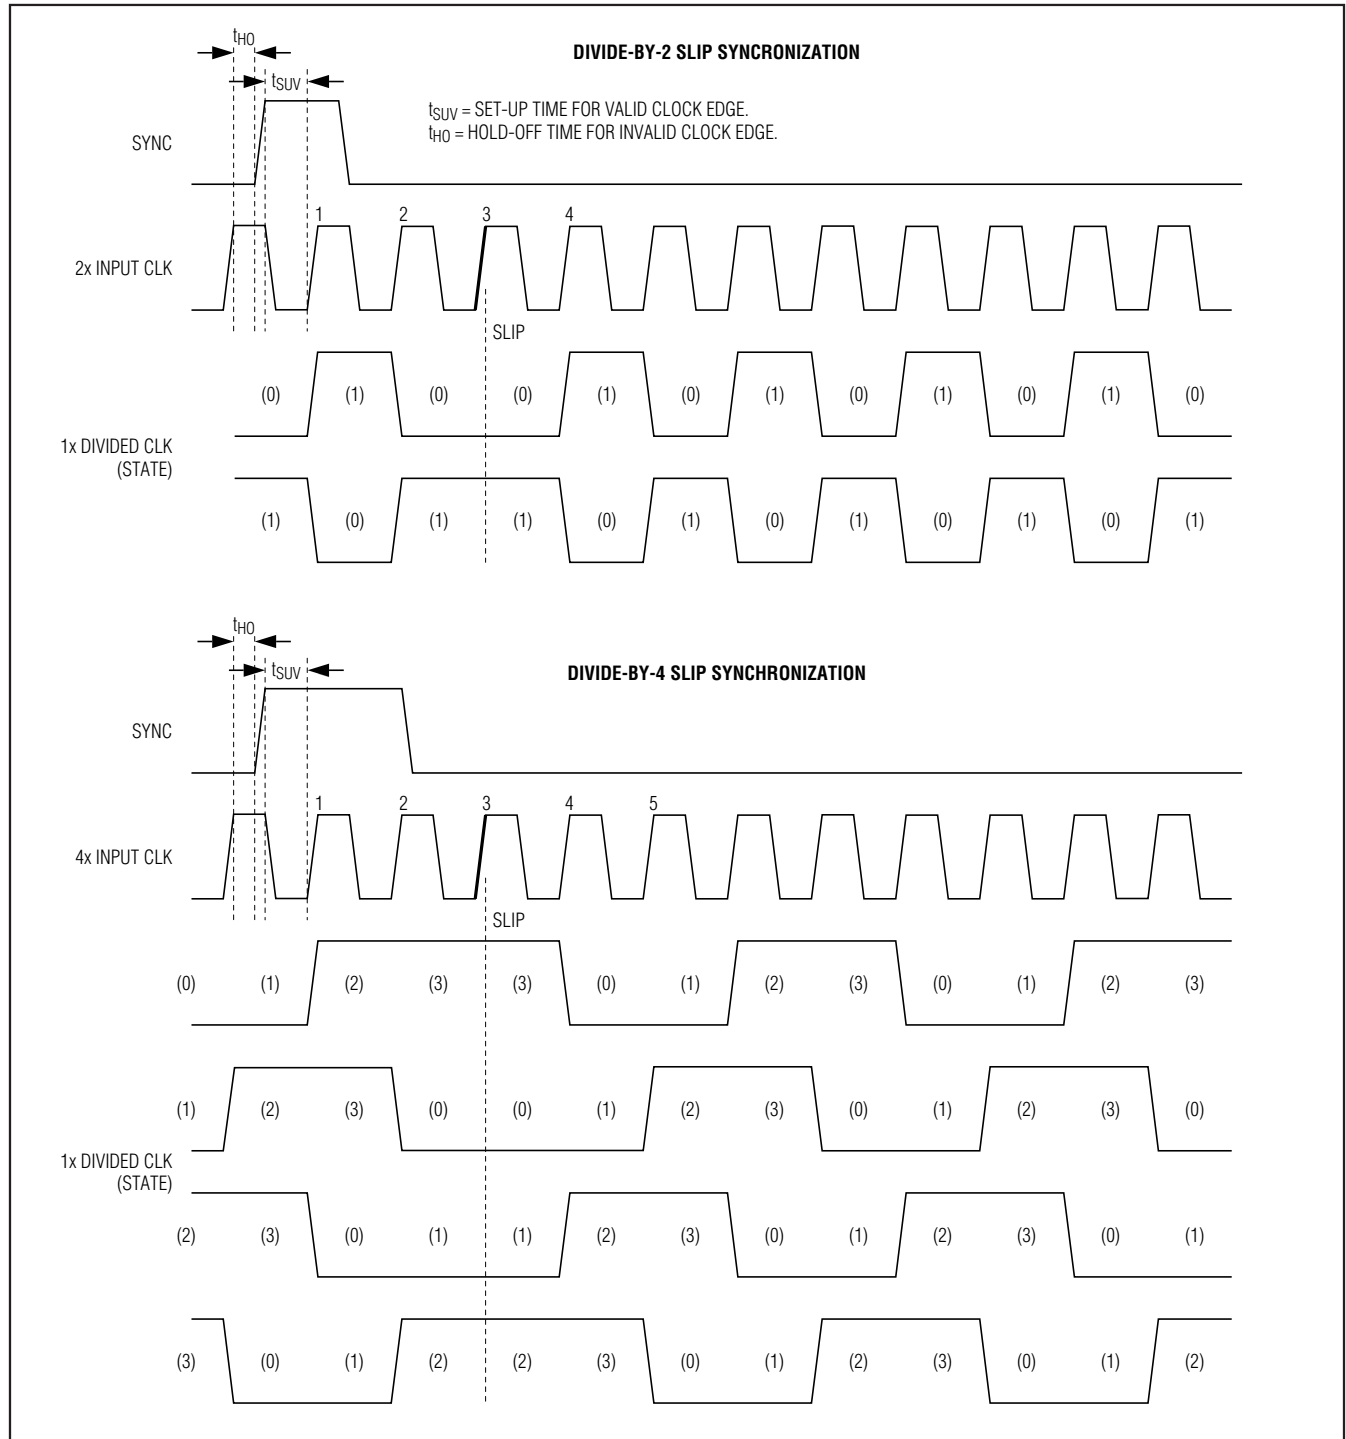 tHO
DIVIDE-BY-2 SLIP SYNCRONIZATION
tSUV
tSUV = SET-UP TIME FOR VALID CLOCK EDGE.
tHO = HOLD-OFF TIME FOR INVALID CLOCK EDGE.
SYNC
1 2 3 4
2x INPUT CLK
SLIP
(0) (1) (0) (0) (1) (0) (1) (0) (1) (0) (1) (0)
1x DIVIDED CLK
(STATE)
(1) (0) (1) (1) (0) (1) (0) (1) (0) (1) (0) (1)
tHO
DIVIDE-BY-4 SLIP SYNCHRONIZATION
tSUV
SYNC
1 2 3 4 5
4x INPUT CLK
SLIP
(0) (1) (2) (3) (3) (0) (1) (2) (3) (0) (1) (2) (3)
(1) (2) (3) (0) (0) (1) (2) (3) (0) (1) (2) (3) (0)
1x DIVIDED CLK
(STATE)
(2) (3) (0) (1) (1) (2) (3) (0) (1) (2) (3) (0) (1)
(3) (0) (1) (2) (2) (3) (0) (1) (2) (3) (0) (1) (2)